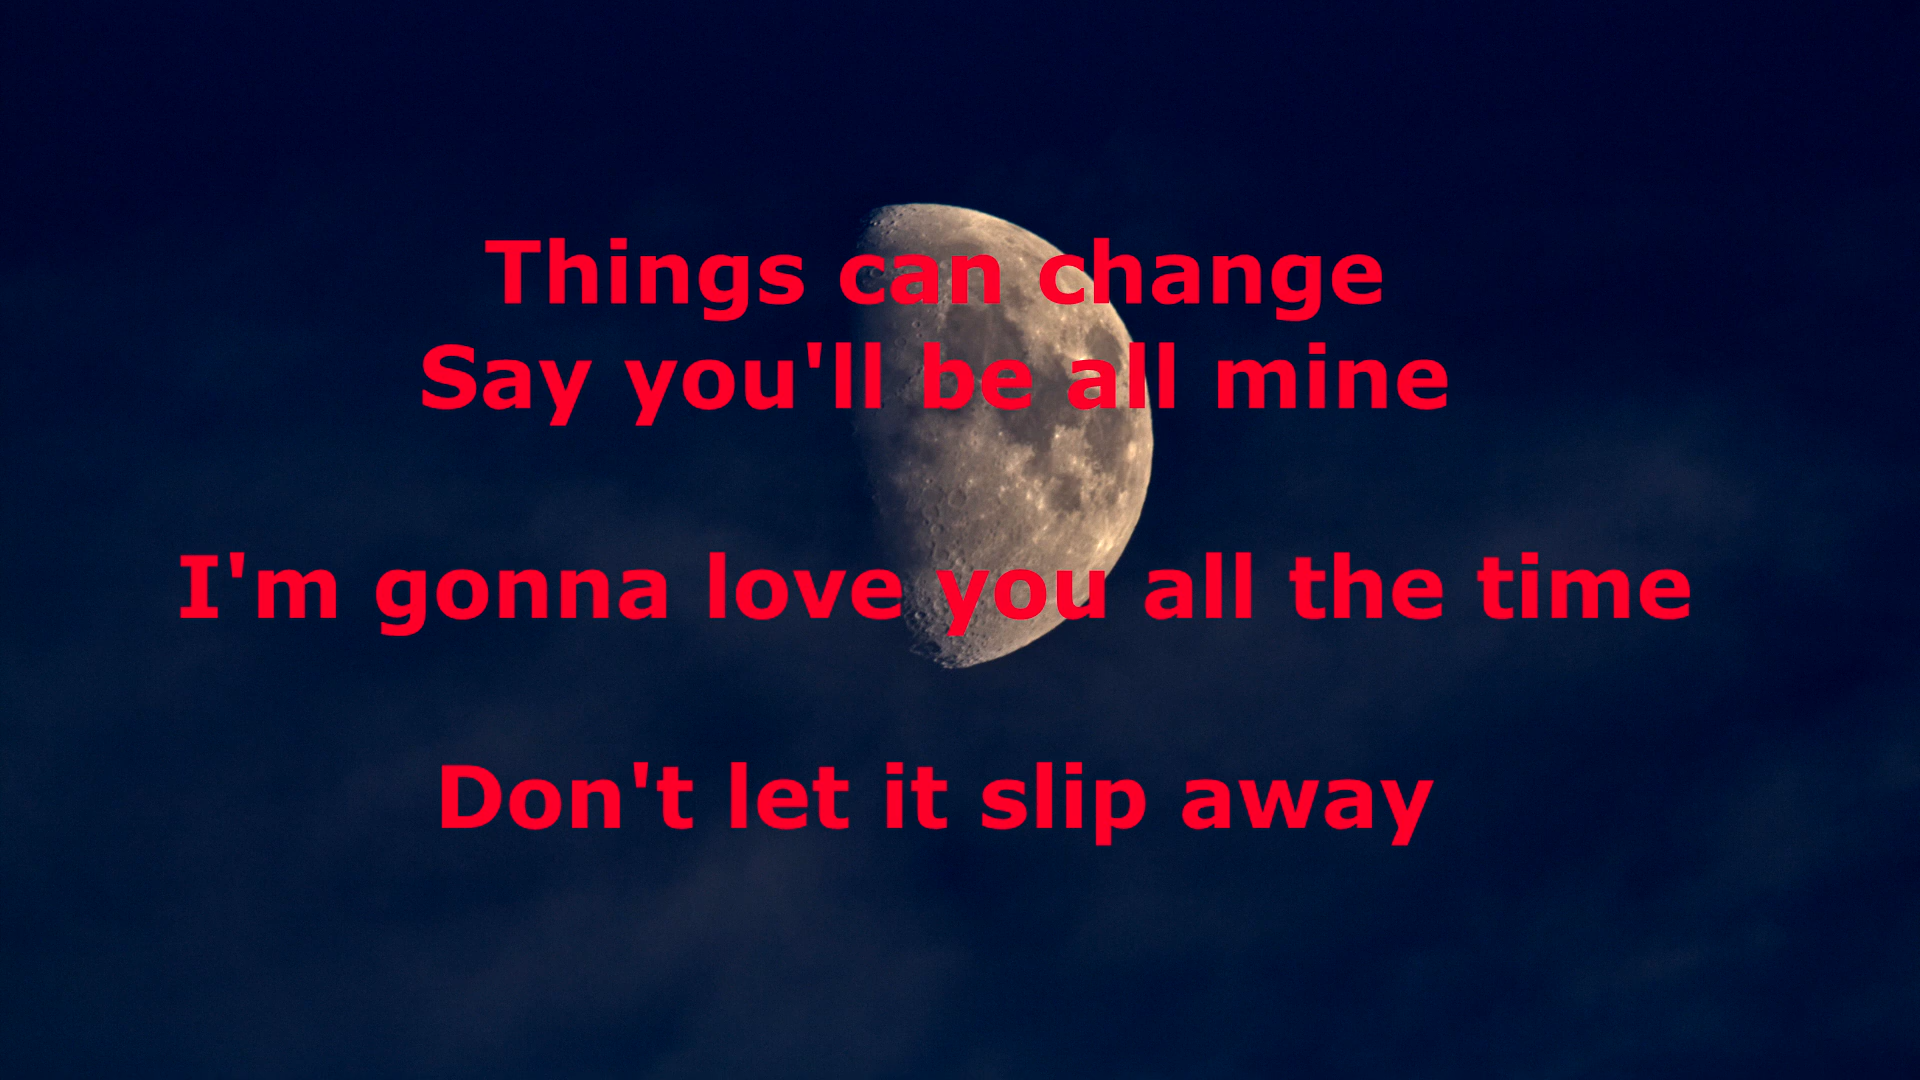 Things can change
Say you'll be all mine
I'm gonna love you all the time
Don't let it slip away